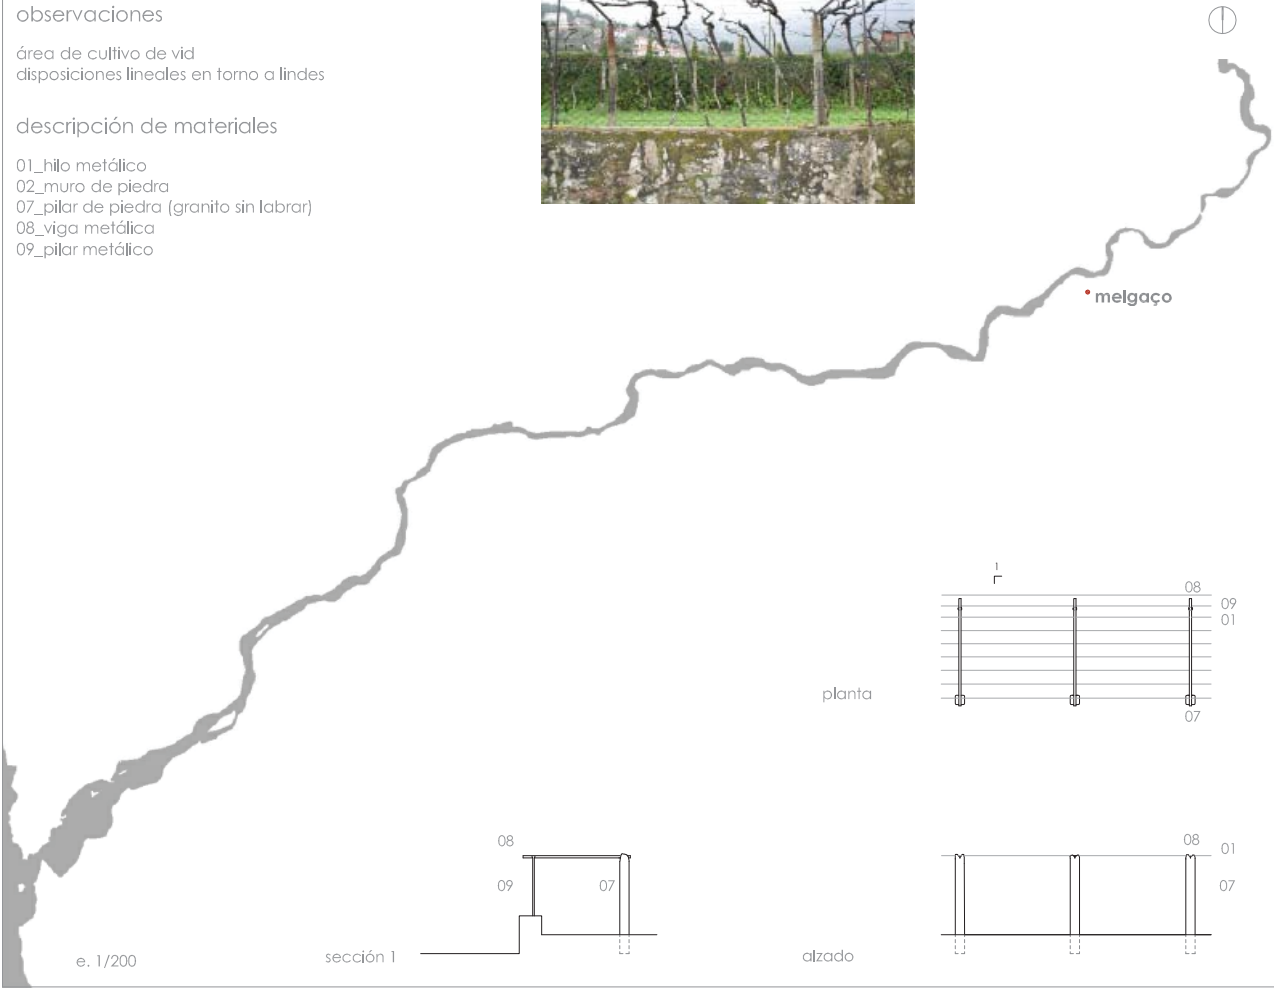 observaciones
área de cultivo de vid
disposiciones lineales en torno a lindes
descripción de materiales
01_hilo metálico
02_muro de piedra
07_pilar de piedra (granito sin labrar)
08_viga metálica
09_pilar metálico
melgaço
1
08
09
01
planta
07
08
09
07
sección 1
e. 1/200
08
01
07
alzado